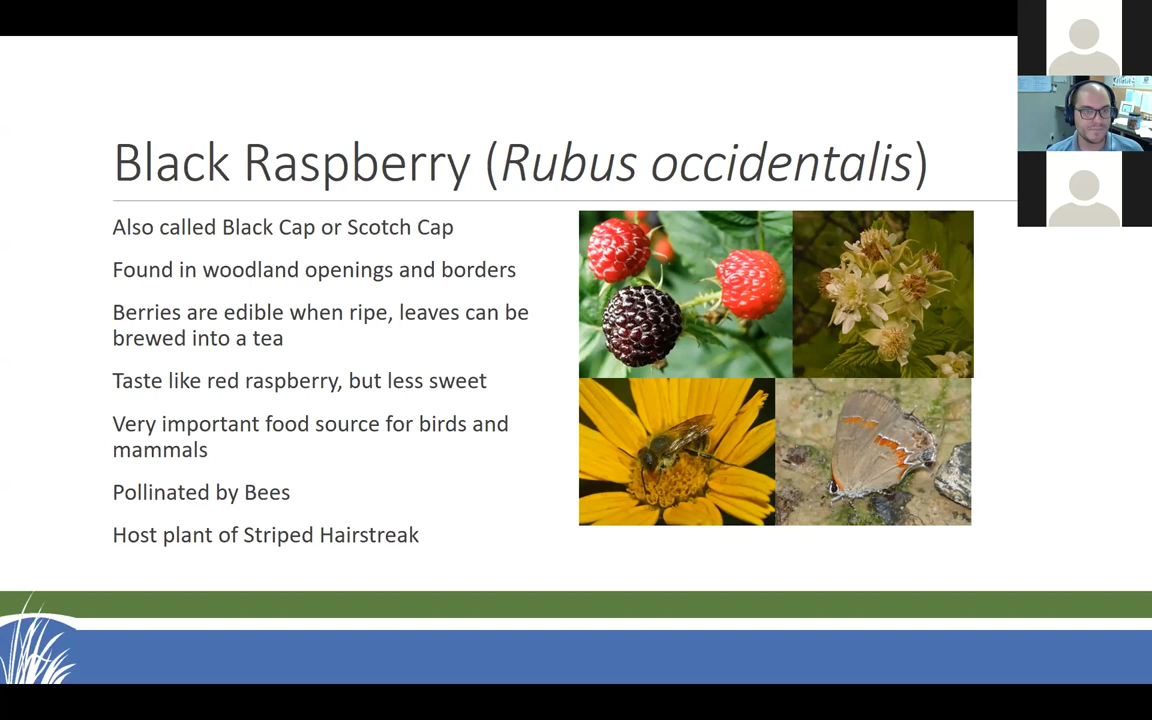 Black Raspberry (Rubus occidentalis)
Also called Black Cap or Scotch Cap
Found in woodland openings and borders
Berries are edible when ripe, leaves can be
brewed into a tea
Taste like red raspberry, but less sweet
Very important food source for birds and
mammals
Pollinated by Bees
Host plant of Striped Hairstreak